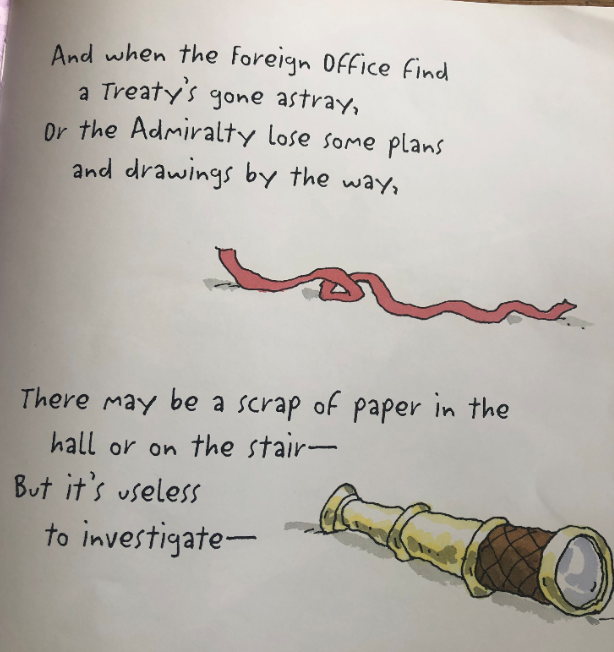 And when the Foreign Office find
a Treaty's gone astray,
Or the Admiralty lose some plans
and drawings by the way,
There may be a scrap of paper in the
hall or on the stair—
But it's useless
to investigate—